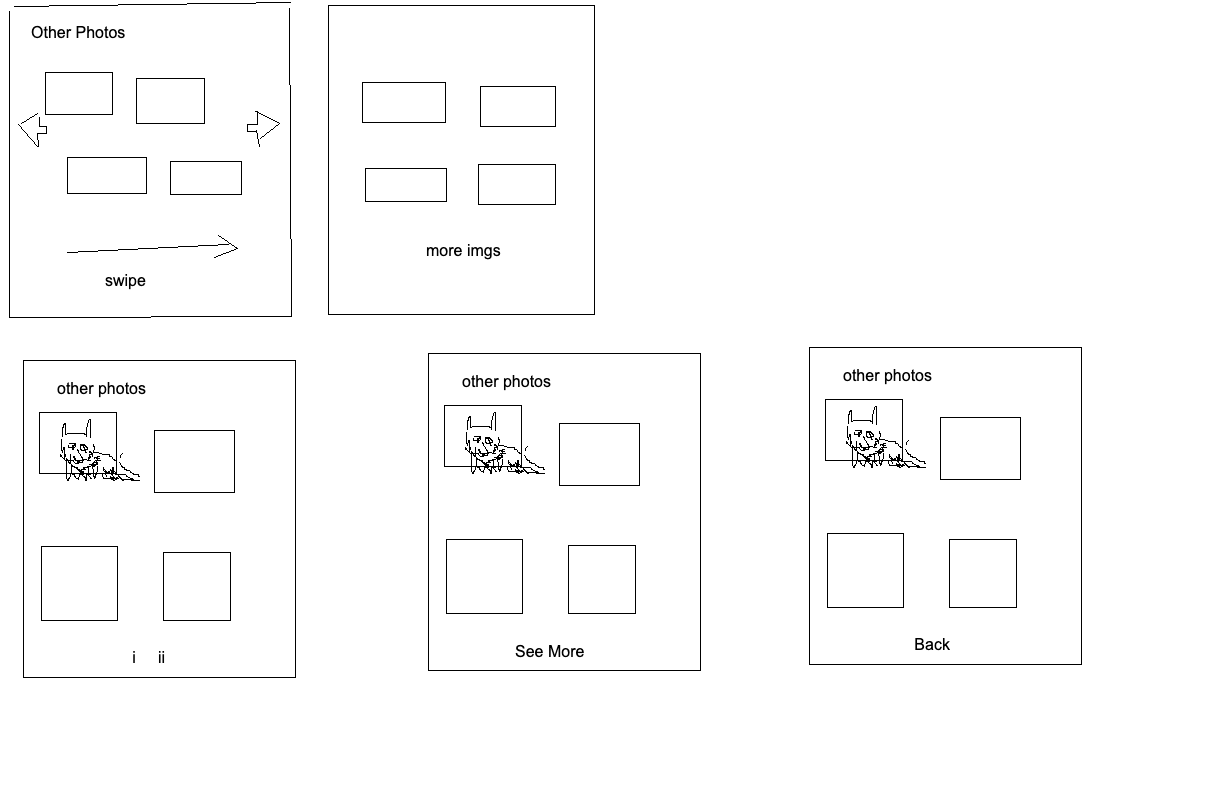 Other Photos
swipe
more imgs
other photos
i ii
other photos
See More
other photos
Back